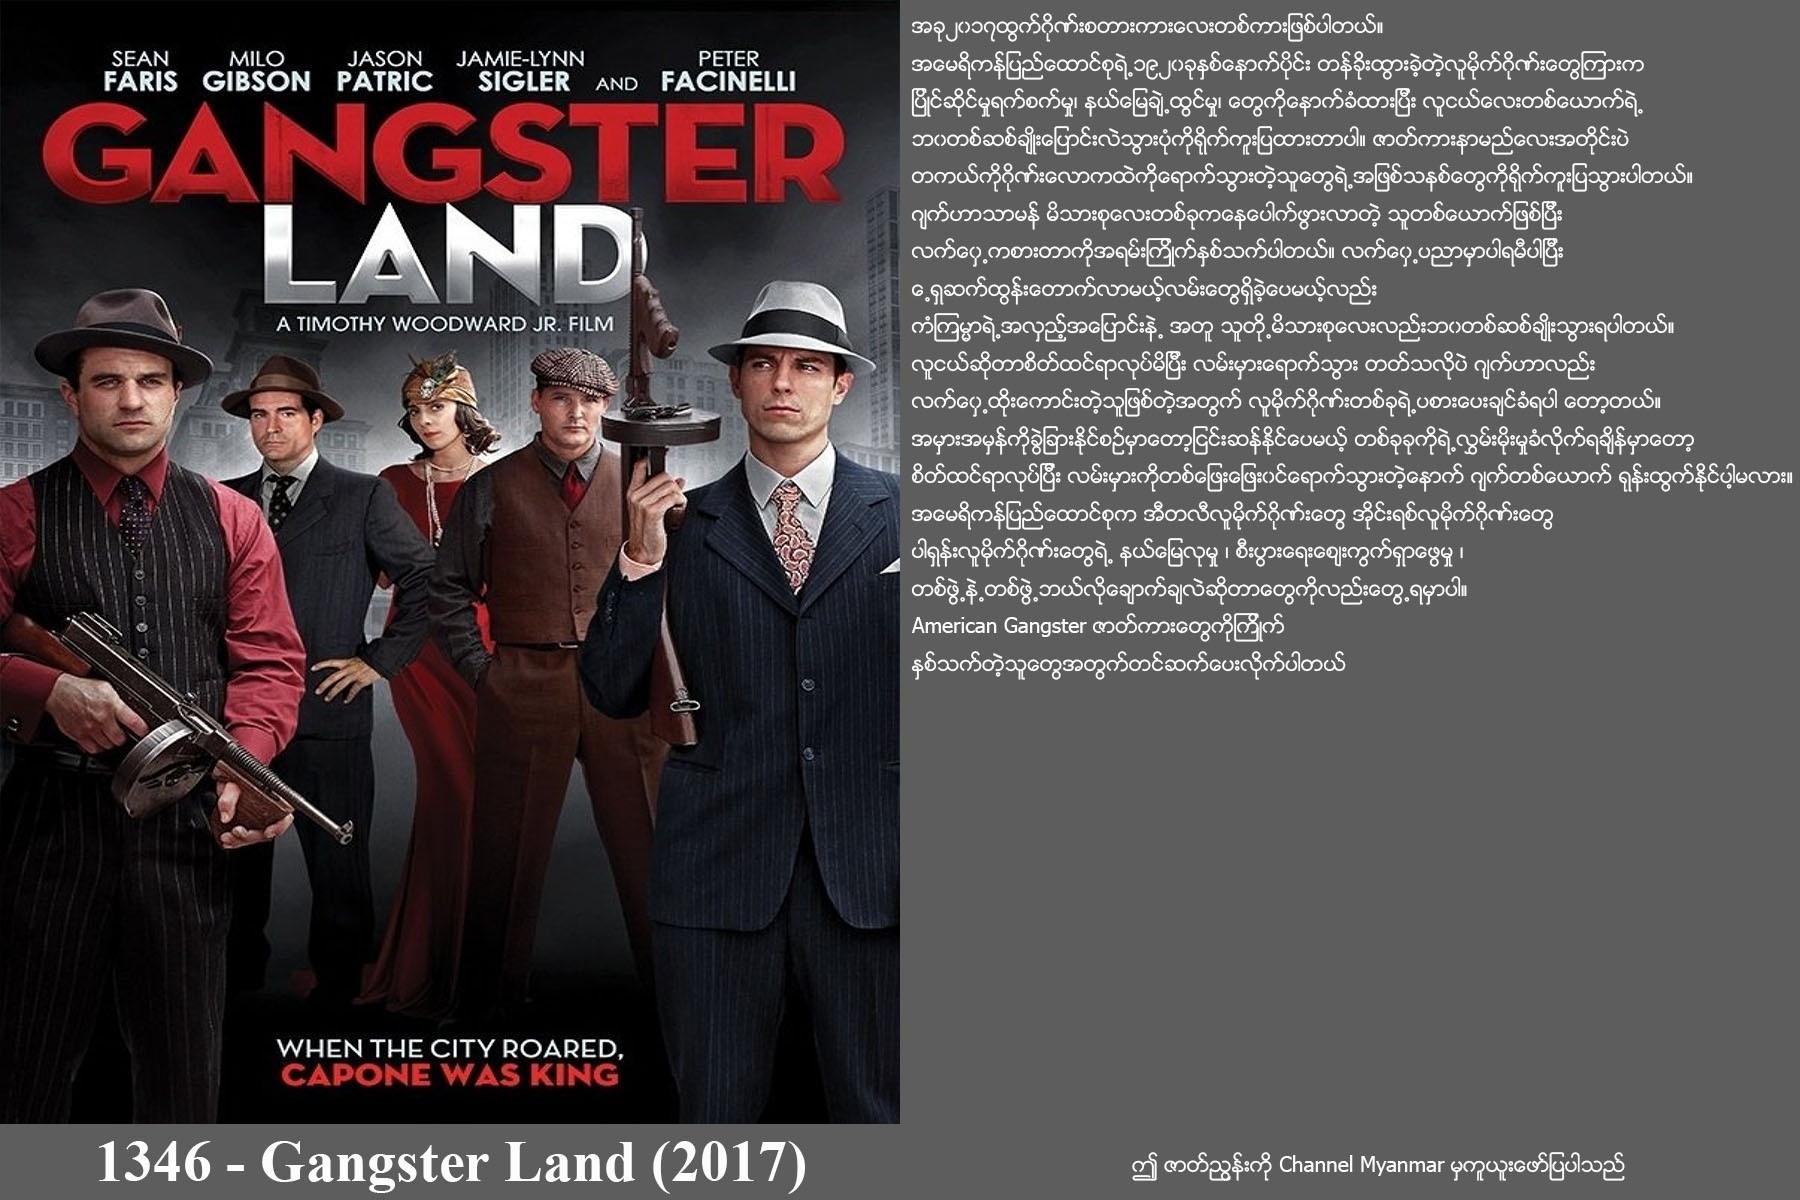 SEAN FARIS MILO GIBSON JASON PATRIC JAMIE-LYNN SIGLER AND PETER FACINELLI
GANGSTER
LAND
A TIMOTHY WOODWARD JR. FILM
WHEN THE CITY ROARED,
CAPONE WAS KING
1346 - Gangster Land (2017)
အခု၂၀၁၇ထွက်ဂိုဏ်းစတားကားလေးတစ်ကားဖြစ်ပါတယ်။
အမေရိကန်ပြည်ထောင်စုရဲ့၁၉၂၀ခုနှစ်နောက်ပိုင်း တန်ခိုးထွားခဲ့တဲ့လူမိုက်ဂိုဏ်းတွေကြားက
ပြိုင်ဆိုင်မှုရက်စက်မှု၊ နယ်မြေချဲ့ထွင်မှု၊ တွေကိုနောက်ခံထားပြီး လူငယ်လေးတစ်ယောက်ရဲ့
ဘ၀တစ်ဆစ်ချိုးပြောင်းလဲသွားပုံကိုရိုက်ကူးပြထားတာပါ။ ဇာတ်ကားနာမည်လေးအတိုင်းပဲ
တကယ်ကိုဂိုဏ်းလောကထဲကိုရောက်သွားတဲ့သူတွေရဲ့အဖြစ်သနစ်တွေကိုရိုက်ကူးပြသွားပါတယ်။
ဂျက်ဟာသာမန် မိသားစုလေးတစ်ခုကနေပေါက်ဖွားလာတဲ့ သူတစ်ယောက်ဖြစ်ပြီး
လက်ဝှေ့ကစားတာကိုအရမ်းကြိုက်နှစ်သက်ပါတယ်။ လက်ဝှေ့ပညာမှာပါရမီပါပြီး
ရှေ့ဆက်ထွန်းတောက်လာမယ့်လမ်းတွေရှိခဲ့ပေမယ့်လည်း
ကံကြမ္မာရဲ့အလှည့်အပြောင်းနဲ့ အတူ သူတို့မိသားစုလေးလည်းဘ၀တစ်ဆစ်ချိုးသွားရပါတယ်။
လူငယ်ဆိုတာစိတ်ထင်ရာလုပ်မိပြီး လမ်းမှားရောက်သွား တတ်သလိုပဲ ဂျက်ဟာလည်း
လက်ဝှေ့ထိုးကောင်းတဲ့သူဖြစ်တဲ့အတွက် လူမိုက်ဂိုဏ်းတစ်ခုရဲ့ပစားပေးချင်ခံရပါ တော့တယ်။
အမှားအမှန်ကိုခွဲခြားနိုင်စဉ်မှာတော့ငြင်းဆန်နိုင်ပေမယ့် တစ်ခုခုကိုရဲ့လွှမ်းမိုးမှုခံလိုက်ရချိန်မှာတော့
စိတ်ထင်ရာလုပ်ပြီး လမ်းမှားကိုတစ်ဖြေးဖြေး၀င်ရောက်သွားတဲ့နောက် ဂျက်တစ်ယောက် ရုန်းထွက်နိုင်ပါ့မလား။
အမေရိကန်ပြည်ထောင်စုက အီတလီလူမိုက်ဂိုဏ်းတွေ အိုင်းရစ်လူမိုက်ဂိုဏ်းတွေ
ပါရှန်းလူမိုက်ဂိုဏ်းတွေရဲ့ နယ်မြေလုမှု ၊ စီးပွားရေးဈေးကွက်ရှာဖွေမှု ၊
တစ်ဖွဲ့နဲ့တစ်ဖွဲ့ဘယ်လိုချောက်ချလဲဆိုတာတွေကိုလည်းတွေ့ရမှာပါ။
American Gangster ဇာတ်ကားတွေကိုကြိုက်
နှစ်သက်တဲ့သူတွေအတွက်တင်ဆက်ပေးလိုက်ပါတယ်
ဤ ဇာတ်ညွှန်းကို Channel Myanmar မှကူယူးဖော်ပြပါသည်